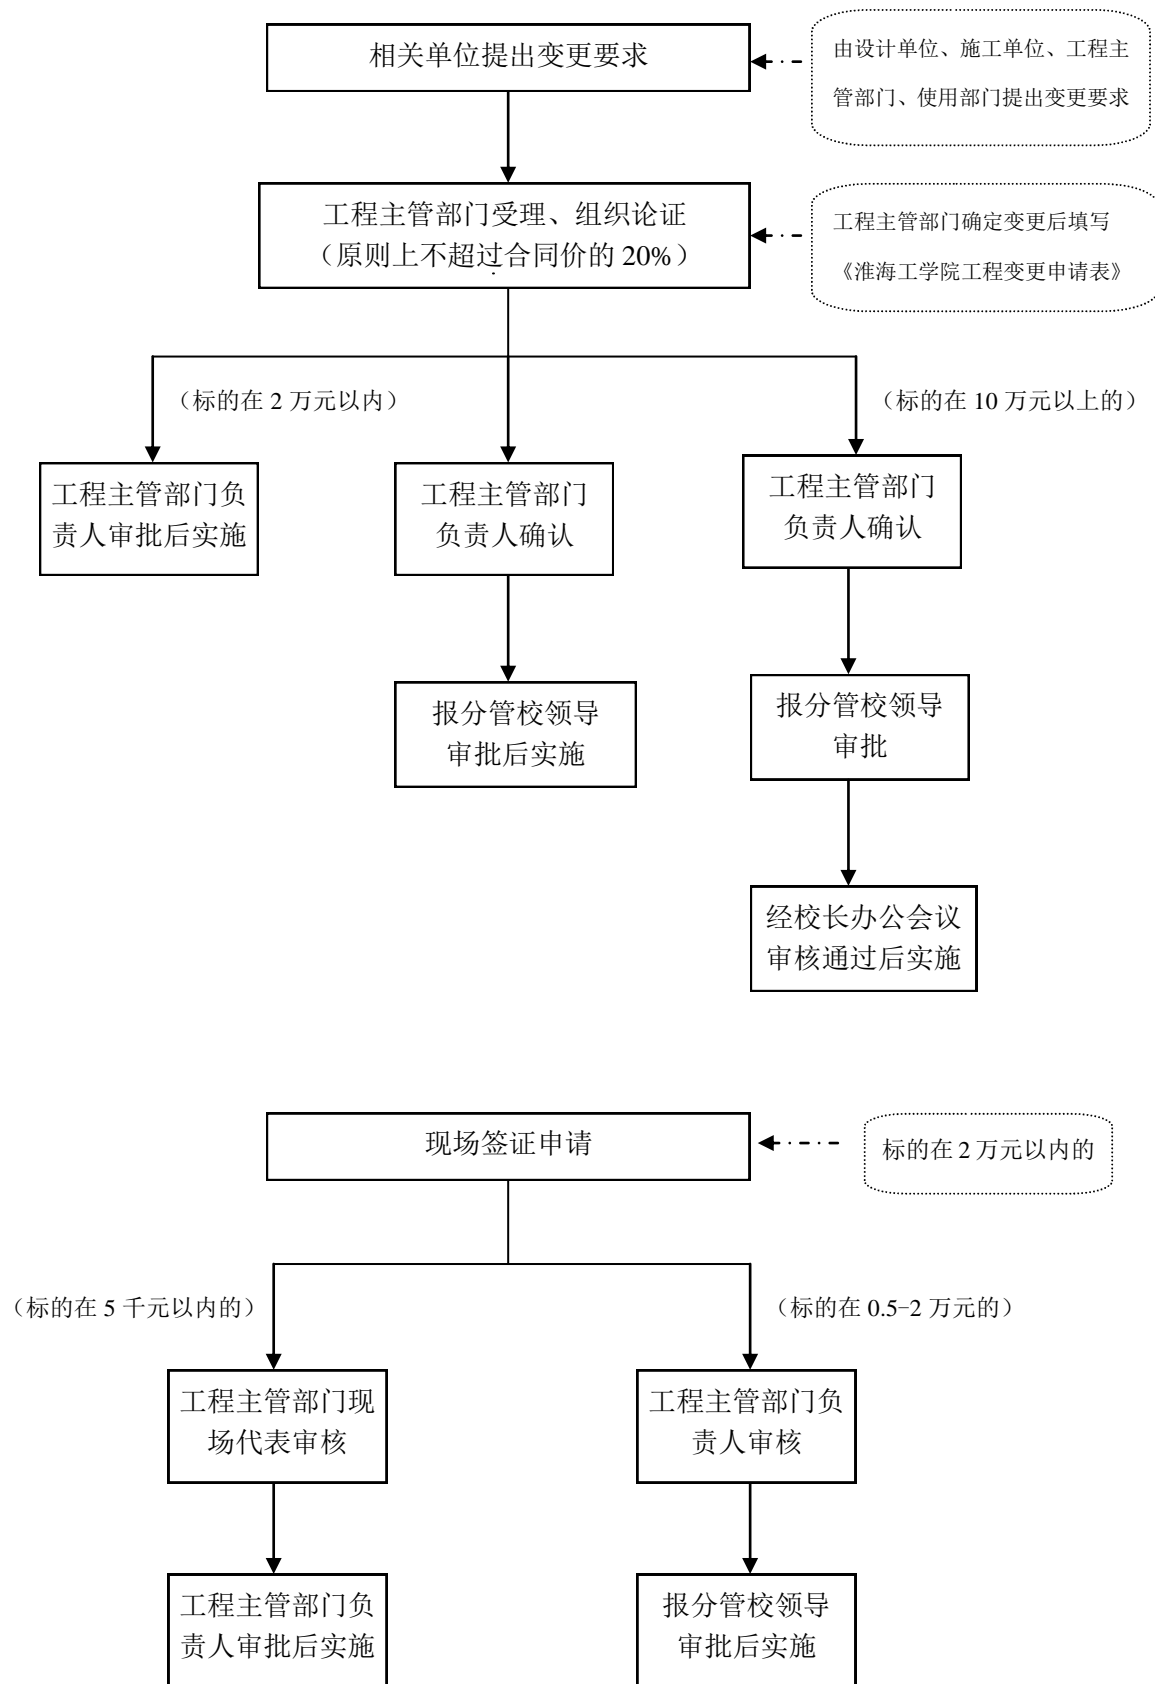 相关单位提出变更要求
由设计单位、施工单位、工程主
管部门、使用部门提出变更要求
工程主管部门受理、组织论证
（原则上不超过合同价的 20%）
工程主管部门确定变更后填写
《淮海工学院工程变更申请表》
（标的在 2 万元以内）
（标的在 10 万元以上的）
工程主管部门负
责人审批后实施
工程主管部门
负责人确认
工程主管部门
负责人确认
报分管校领导
审批后实施
报分管校领导
审批
经校长办公会议
审核通过后实施
现场签证申请
标的在 2 万元以内的
（标的在 5 千元以内的）
（标的在 0.5-2 万元的）
工程主管部门现
场代表审核
工程主管部门负
责人审核
工程主管部门负
责人审批后实施
报分管校领导
审批后实施